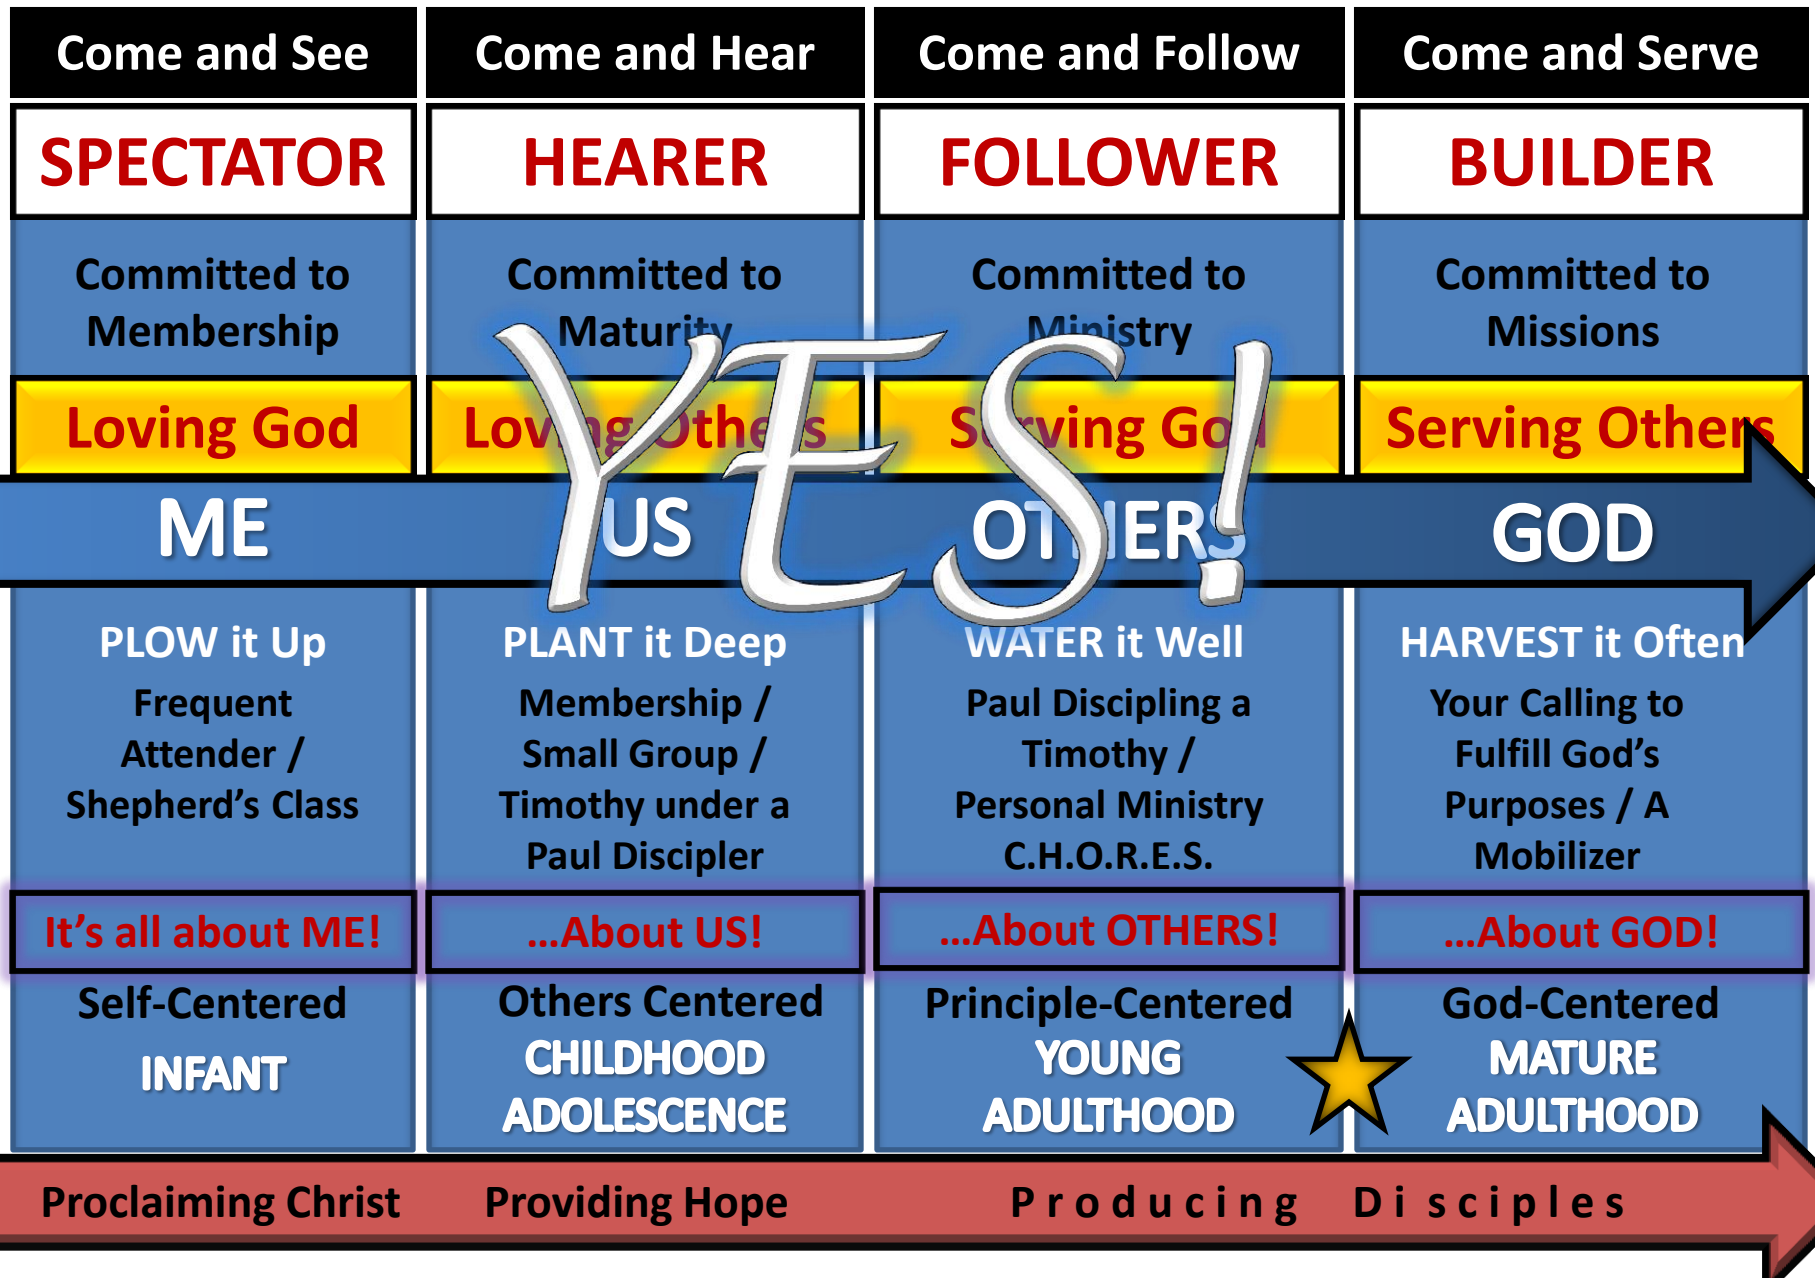 Come and See
Come and Hear
Come and Follow
Come and Serve
SPECTATOR
HEARER
FOLLOWER
BUILDER
Committed to
Membership
Committed to
Maturity
Committed to
Ministry
Committed to
Missions
Loving God
Loving Others
Serving God
Serving Others
YES!
ME
US
OTHERS
GOD
PLOW it Up
Frequent
Attender /
Shepherd's Class
PLANT it Deep
Membership /
Small Group /
Timothy under a
Paul Discipler
WATER it Well
Paul Discipling a
Timothy /
Personal Ministry
C.H.O.R.E.S.
HARVEST it Often
Your Calling to
Fulfill God's
Purposes / A
Mobilizer
It's all about ME!
...About US!
...About OTHERS!
...About GOD!
Self-Centered
INFANT
Others Centered
CHILDHOOD
ADOLESCENCE
Principle-Centered
YOUNG
ADULTHOOD
God-Centered
MATURE
ADULTHOOD
Proclaiming Christ
Providing Hope
Producing Disciples